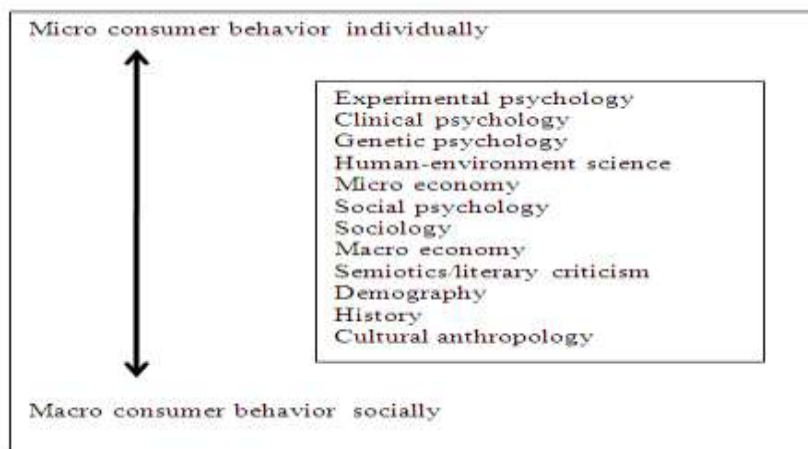 Micro consumer behavior individually
Experimental psychology
Clinical psychology
Genetic psychology
Human-environment science
Micro economy
Social psychology
Sociology
Macro economy
Semiotics/literary criticism
Demography
History
Cultural anthropology
Macro consumer behavior socially